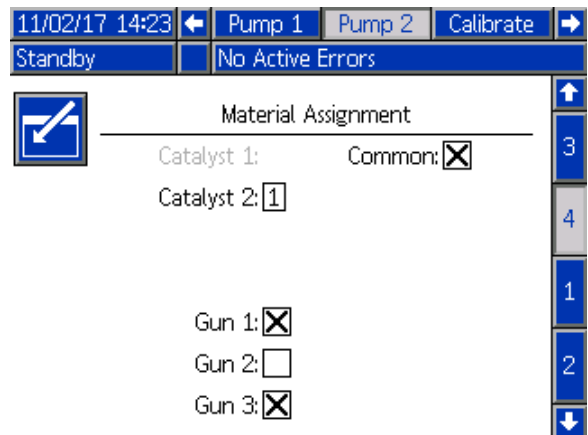 11/02/17 14:23 Pump 1 Pump 2 Calibrate
Standby No Active Errors
Material Assignment
Catalyst 1: Common:
Catalyst 2: 1
Gun 1:
Gun 2:
Gun 3:
3
4
1
2